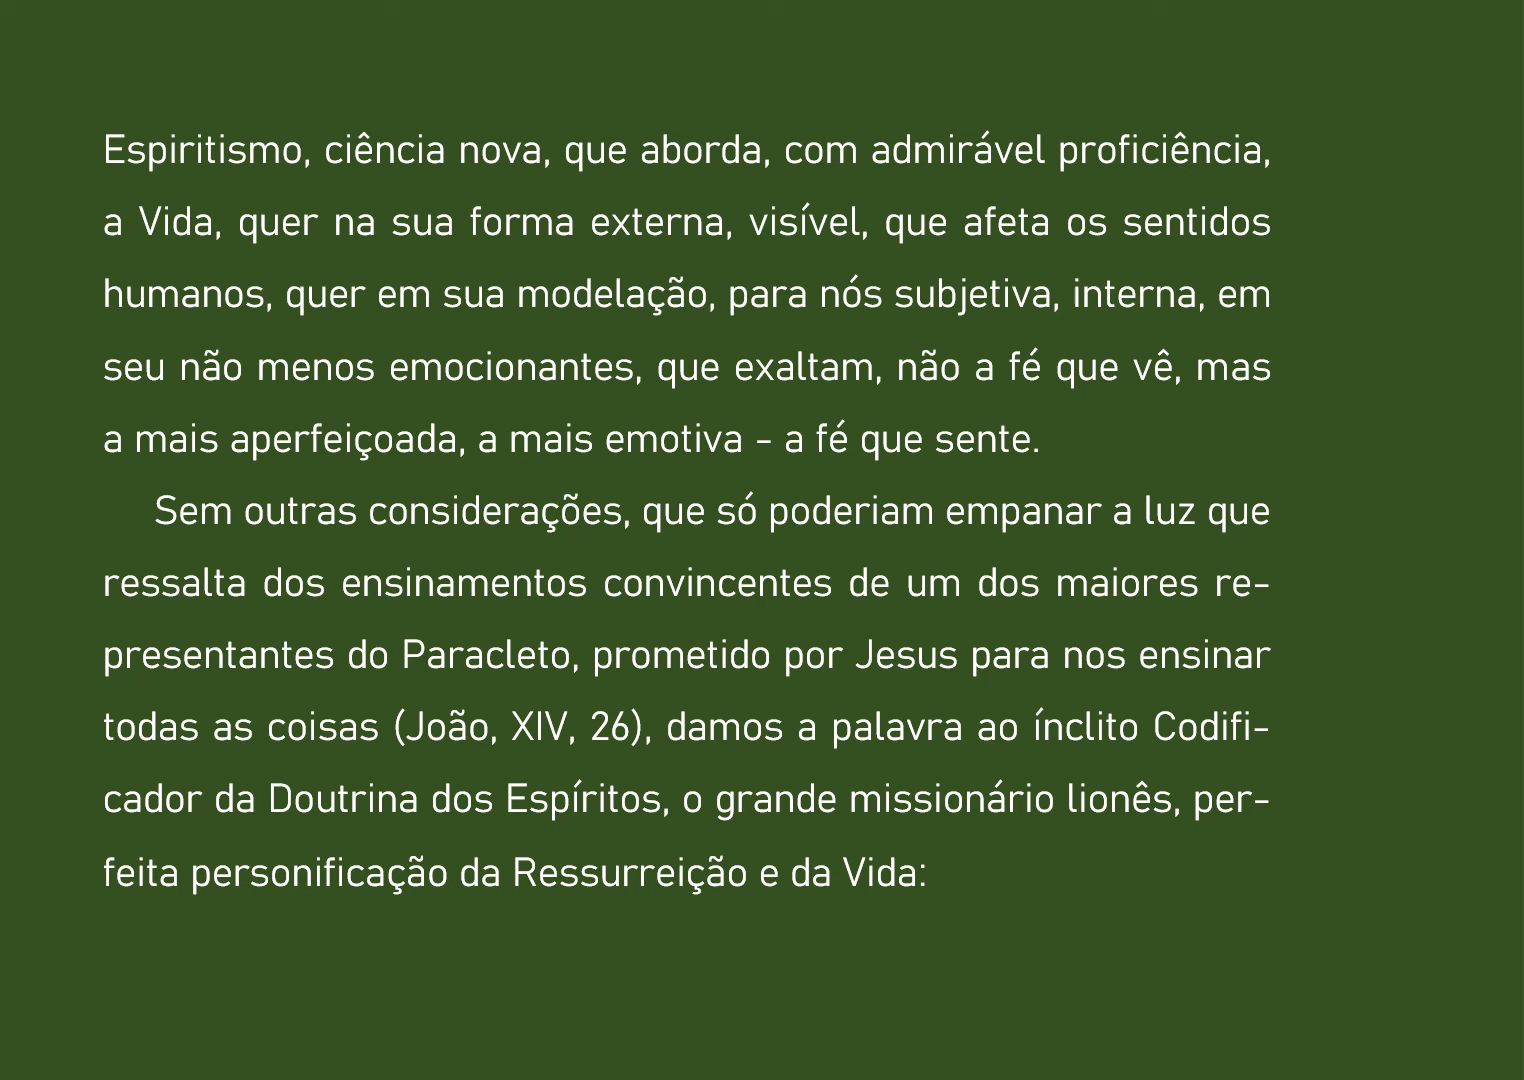 Espiritismo, ciência nova, que aborda, com admirável proficiência,
a Vida, quer na sua forma externa, visível, que afeta os sentidos
humanos, quer em sua modelação, para nós subjetiva, interna, em
seu não menos emocionantes, que exaltam, não a fé que vê, mas
a mais aperfeiçoada, a mais emotiva - a fé que sente.
Sem outras considerações, que só poderiam empanar a luz que
ressalta dos ensinamentos convincentes de um dos maiores re-
presentantes do Paracleto, prometido por Jesus para nos ensinar
todas as coisas (João, XIV, 26), damos a palavra ao ínclito Codifi-
cador da Doutrina dos Espíritos, o grande missionário lionês, per-
feita personificação da Ressurreição e da Vida: